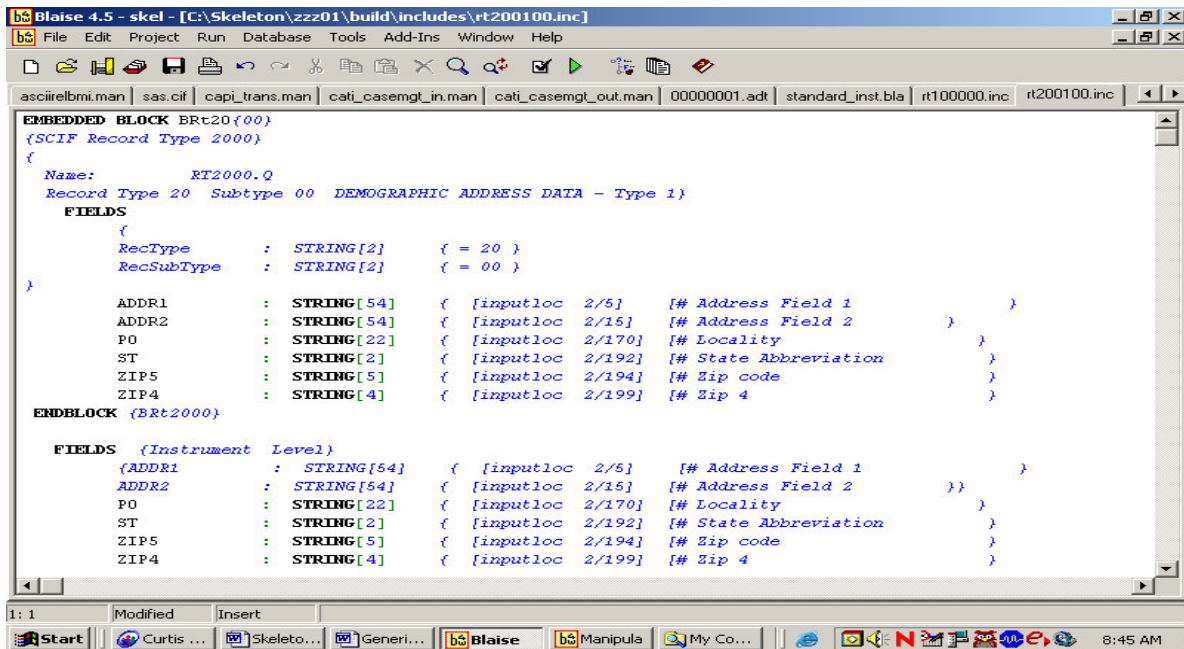 Blaise 4.5 - skel - [C:\Skeleton\zzz01\build\includes\rt200100.inc]
File Edit Project Run Database Tools Add-Ins Window Help
asciirelbmi.man sas.cif capi_trans.man cati_casemgt_in.man cati_casemgt_out.man 00000001.adt standard_inst.bla rt100000.inc rt200100.inc
EMBEDDED BLOCK BRt20{00}
{SCIF Record Type 2000}
{
Name: RT2000.Q
Record Type 20 Subtype 00 DEMOGRAPHIC ADDRESS DATA - Type 1}
FIELDS
{
RecType : STRING[2] { = 20 }
RecSubType : STRING[2] { = 00 }
}
ADDR1 : STRING[54] { [inputloc 2/5] [# Address Field 1 }
ADDR2 : STRING[54] { [inputloc 2/15] [# Address Field 2 }
PO : STRING[22] { [inputloc 2/170] [# Locality }
ST : STRING[2] { [inputloc 2/192] [# State Abbreviation }
ZIP5 : STRING[5] { [inputloc 2/194] [# Zip code }
ZIP4 : STRING[4] { [inputloc 2/199] [# Zip 4 }
ENDBLOCK {BRt2000}
FIELDS {Instrument Level}
{ADDR1 : STRING[54] { [inputloc 2/5] [# Address Field 1 }
ADDR2 : STRING[54] { [inputloc 2/15] [# Address Field 2 }}
PO : STRING[22] { [inputloc 2/170] [# Locality }
ST : STRING[2] { [inputloc 2/192] [# State Abbreviation }
ZIP5 : STRING[5] { [inputloc 2/194] [# Zip code }
ZIP4 : STRING[4] { [inputloc 2/199] [# Zip 4 }
1: 1 Modified Insert
Start Curtis ... Skeleto... Generi... Blaise Manipula My Co... 8:45 AM